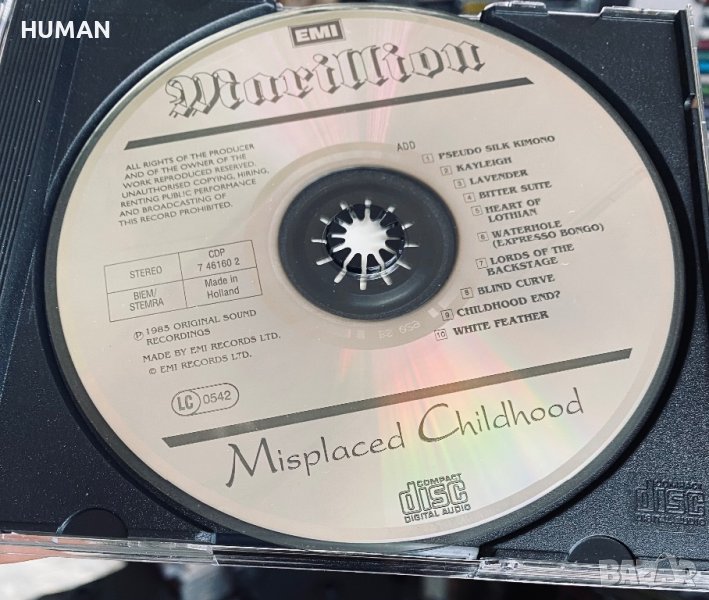 HUMAN
EMI
Marillion
ALL RIGHTS OF THE PRODUCER
AND OF THE OWNER OF THE
WORK REPRODUCED RESERVED.
UNAUTHORISED COPYING, HIRING,
RENTING PUBLIC PERFORMANCE
AND BROADCASTING OF
THIS RECORD PROHIBITED.
ADD
1 PSEUDO SILK KIMONO
2 KAYLEIGH
3 LAVENDER
4 BITTER SUITE
5 HEART OF
LOTHIAN
6 WATERHOLE
(EXPRESSO BONGO)
7 LORDS OF THE
BACKSTAGE
8 BLIND CURVE
9 CHILDHOOD END?
10 WHITE FEATHER
STEREO
CDP
7 46160 2
BIEM/
STEMRA
Made in
Holland
℗ 1985 ORIGINAL SOUND
RECORDINGS
MADE BY EMI RECORDS LTD.
© EMI RECORDS LTD.
LC 0542
Misplaced Childhood
COMPACT
disc
DIGITAL AUDIO
disc
BAZAR